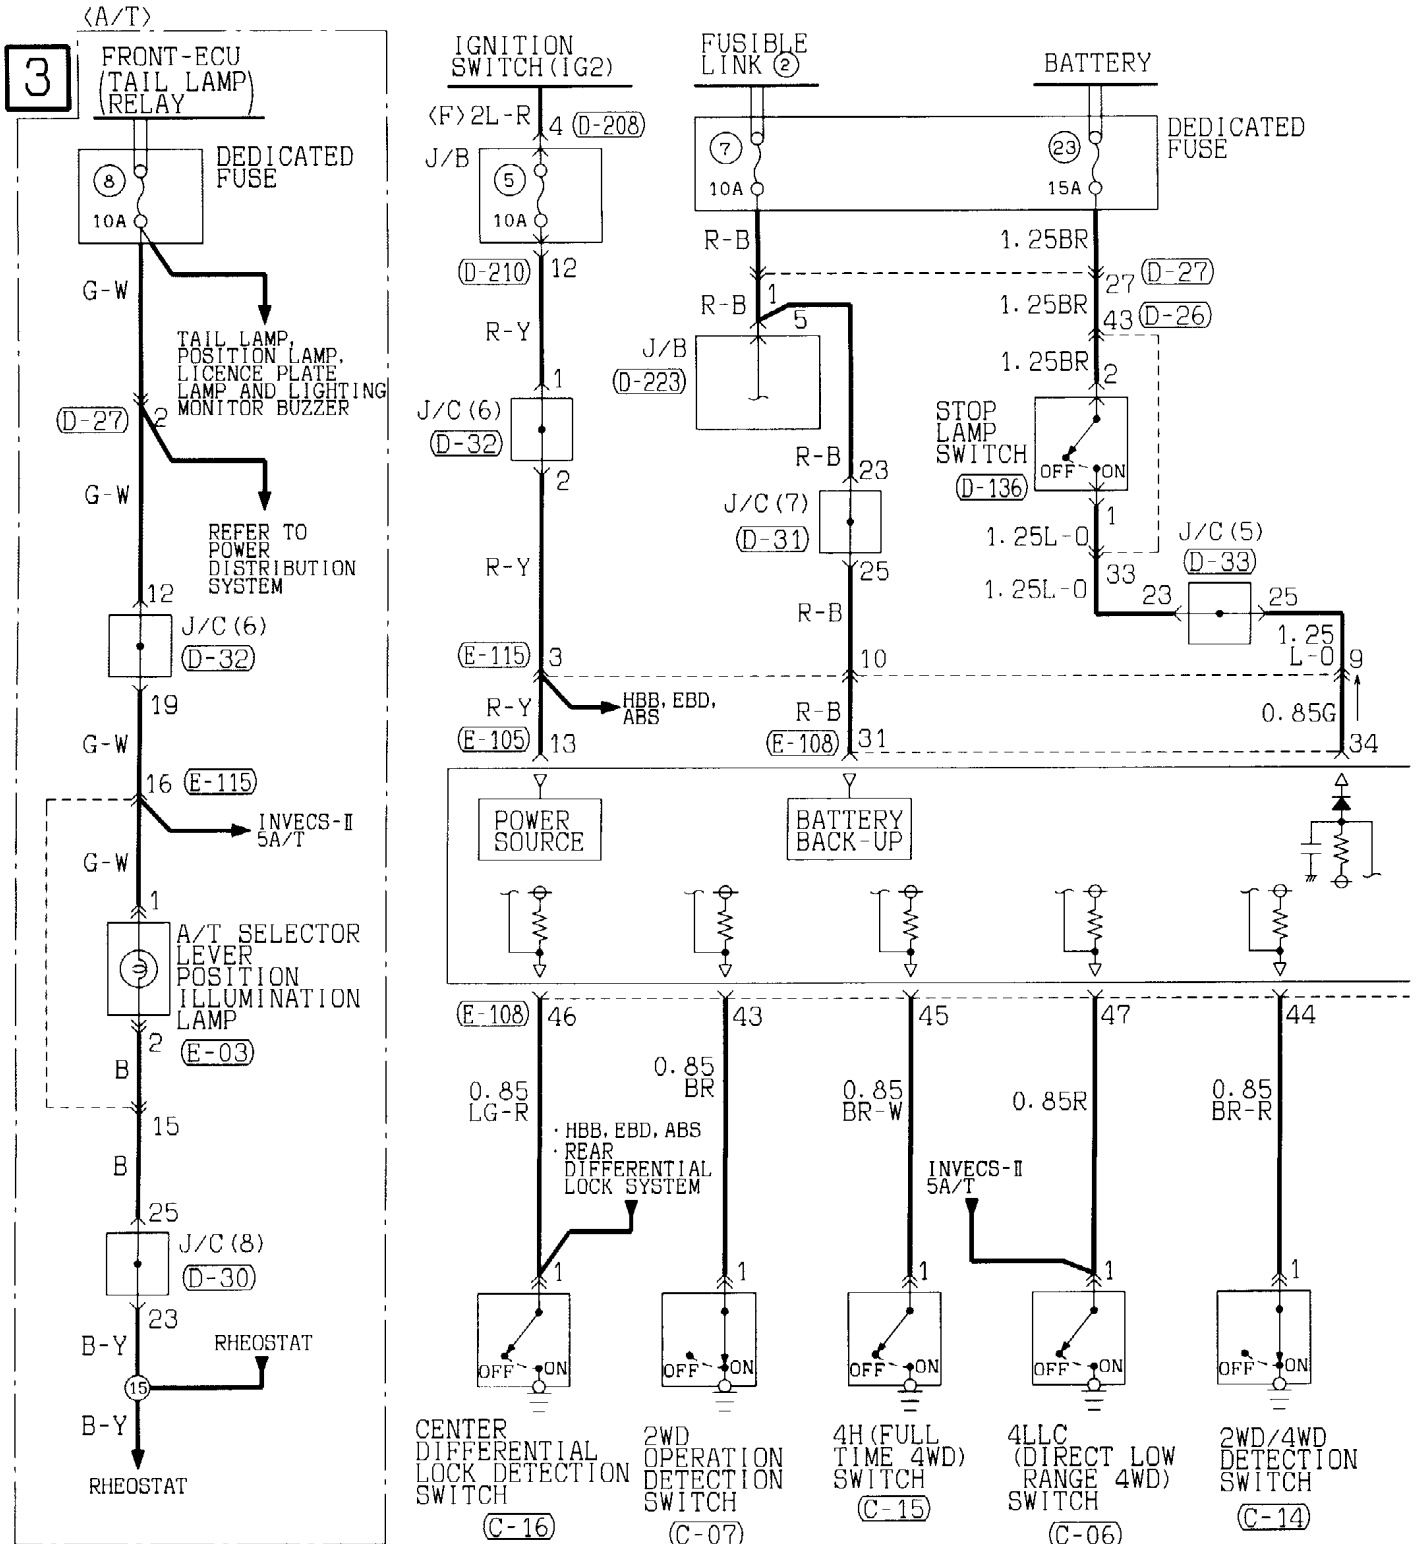 〈A/T〉
3
FRONT-ECU
(TAIL LAMP
RELAY)
8
10A
DEDICATED
FUSE
G-W
TAIL LAMP,
POSITION LAMP,
LICENCE PLATE
LAMP AND LIGHTING
MONITOR BUZZER
D-27
2
G-W
REFER TO
POWER
DISTRIBUTION
SYSTEM
12
J/C(6)
D-32
19
G-W
16
E-115
INVECS-Ⅱ
5A/T
G-W
1
A/T SELECTOR
LEVER
POSITION
ILLUMINATION
LAMP
E-03
2
B
15
B
25
J/C(8)
D-30
23
B-Y
RHEOSTAT
15
B-Y
RHEOSTAT
IGNITION
SWITCH(IG2)
〈F〉2L-R
4
D-208
J/B
5
10A
D-210
12
R-Y
1
J/C(6)
D-32
2
R-Y
E-115
3
HBB, EBD,
ABS
R-Y
E-105
13
FUSIBLE
LINK ②
BATTERY
DEDICATED
FUSE
7
10A
23
15A
R-B
1.25BR
27
D-27
R-B
1
5
1.25BR
43
D-26
J/B
D-223
1.25BR
2
STOP
LAMP
SWITCH
D-136
OFF
ON
R-B
23
J/C(7)
D-31
25
R-B
1
1.25L-O
33
1.25L-O
J/C(5)
D-33
23
25
1.25
L-O
9
10
R-B
0.85G
E-108
31
34
POWER
SOURCE
BATTERY
BACK-UP
E-108
46
43
45
47
44
0.85
LG-R
0.85
BR
0.85
BR-W
0.85R
0.85
BR-R
· HBB, EBD, ABS
· REAR
DIFFERENTIAL
LOCK SYSTEM
INVECS-Ⅱ
5A/T
1
1
1
1
1
OFF
ON
OFF
ON
OFF
ON
OFF
ON
OFF
ON
CENTER
DIFFERENTIAL
LOCK DETECTION
SWITCH
C-16
2WD
OPERATION
DETECTION
SWITCH
C-07
4H(FULL
TIME 4WD)
SWITCH
C-15
4LLC
(DIRECT LOW
RANGE 4WD)
SWITCH
C-06
2WD/4WD
DETECTION
SWITCH
C-14